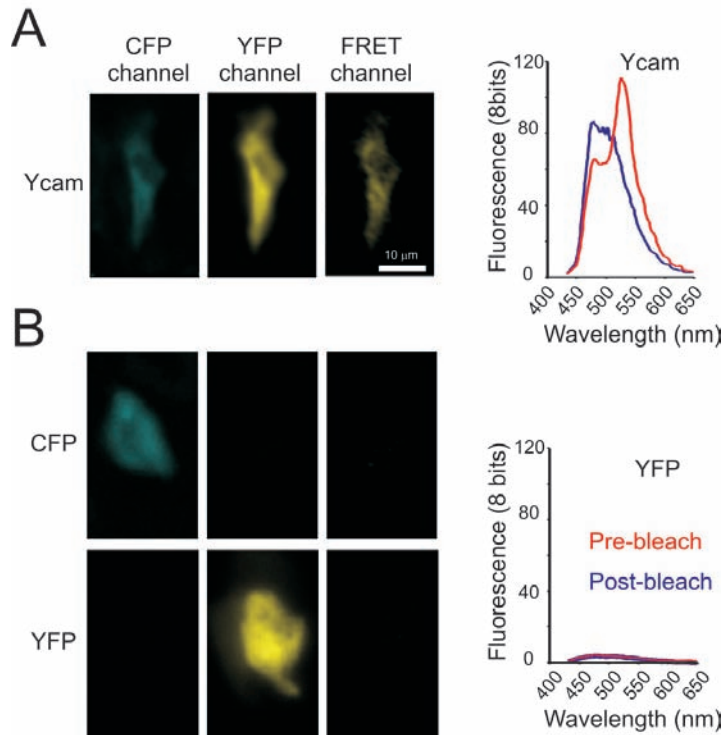 A
CFP channel
YFP channel
FRET channel
Ycam
10 μm
Ycam
Fluorescence (8bits)
120
80
40
0
400 450 500 550 600 650
Wavelength (nm)
B
CFP
YFP
YFP
Pre-bleach
Post-bleach
Fluorescence (8 bits)
120
80
40
0
400 450 500 550 600 650
Wavelength (nm)